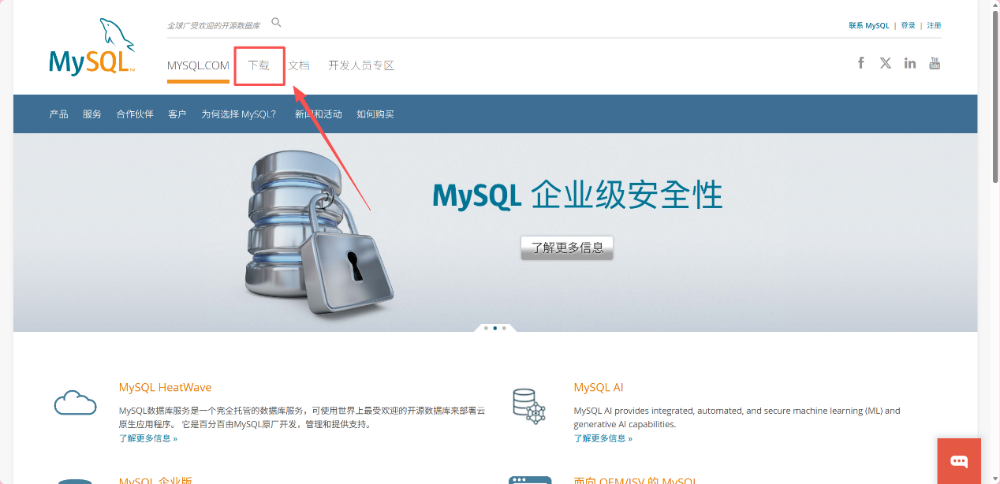 全球广受欢迎的开源数据库
联系 MySQL | 登录 | 注册
MySQL™
MYSQL.COM 下载 文档 开发人员专区
产品 服务 合作伙伴 客户 为何选择 MySQL? 新闻和活动 如何购买
MySQL 企业级安全性
了解更多信息
MySQL HeatWave
MySQL数据库服务是一个完全托管的数据库服务，可使用世界上最受欢迎的开源数据库来部署云
原生应用程序。 它是百分百由MySQL原厂开发，管理和提供支持。
了解更多信息 »
MySQL AI
MySQL AI provides integrated, automated, and secure machine learning (ML) and
generative AI capabilities.
了解更多信息 »
MySQL 企业版
面向 OEM/ISV 的 MySQL